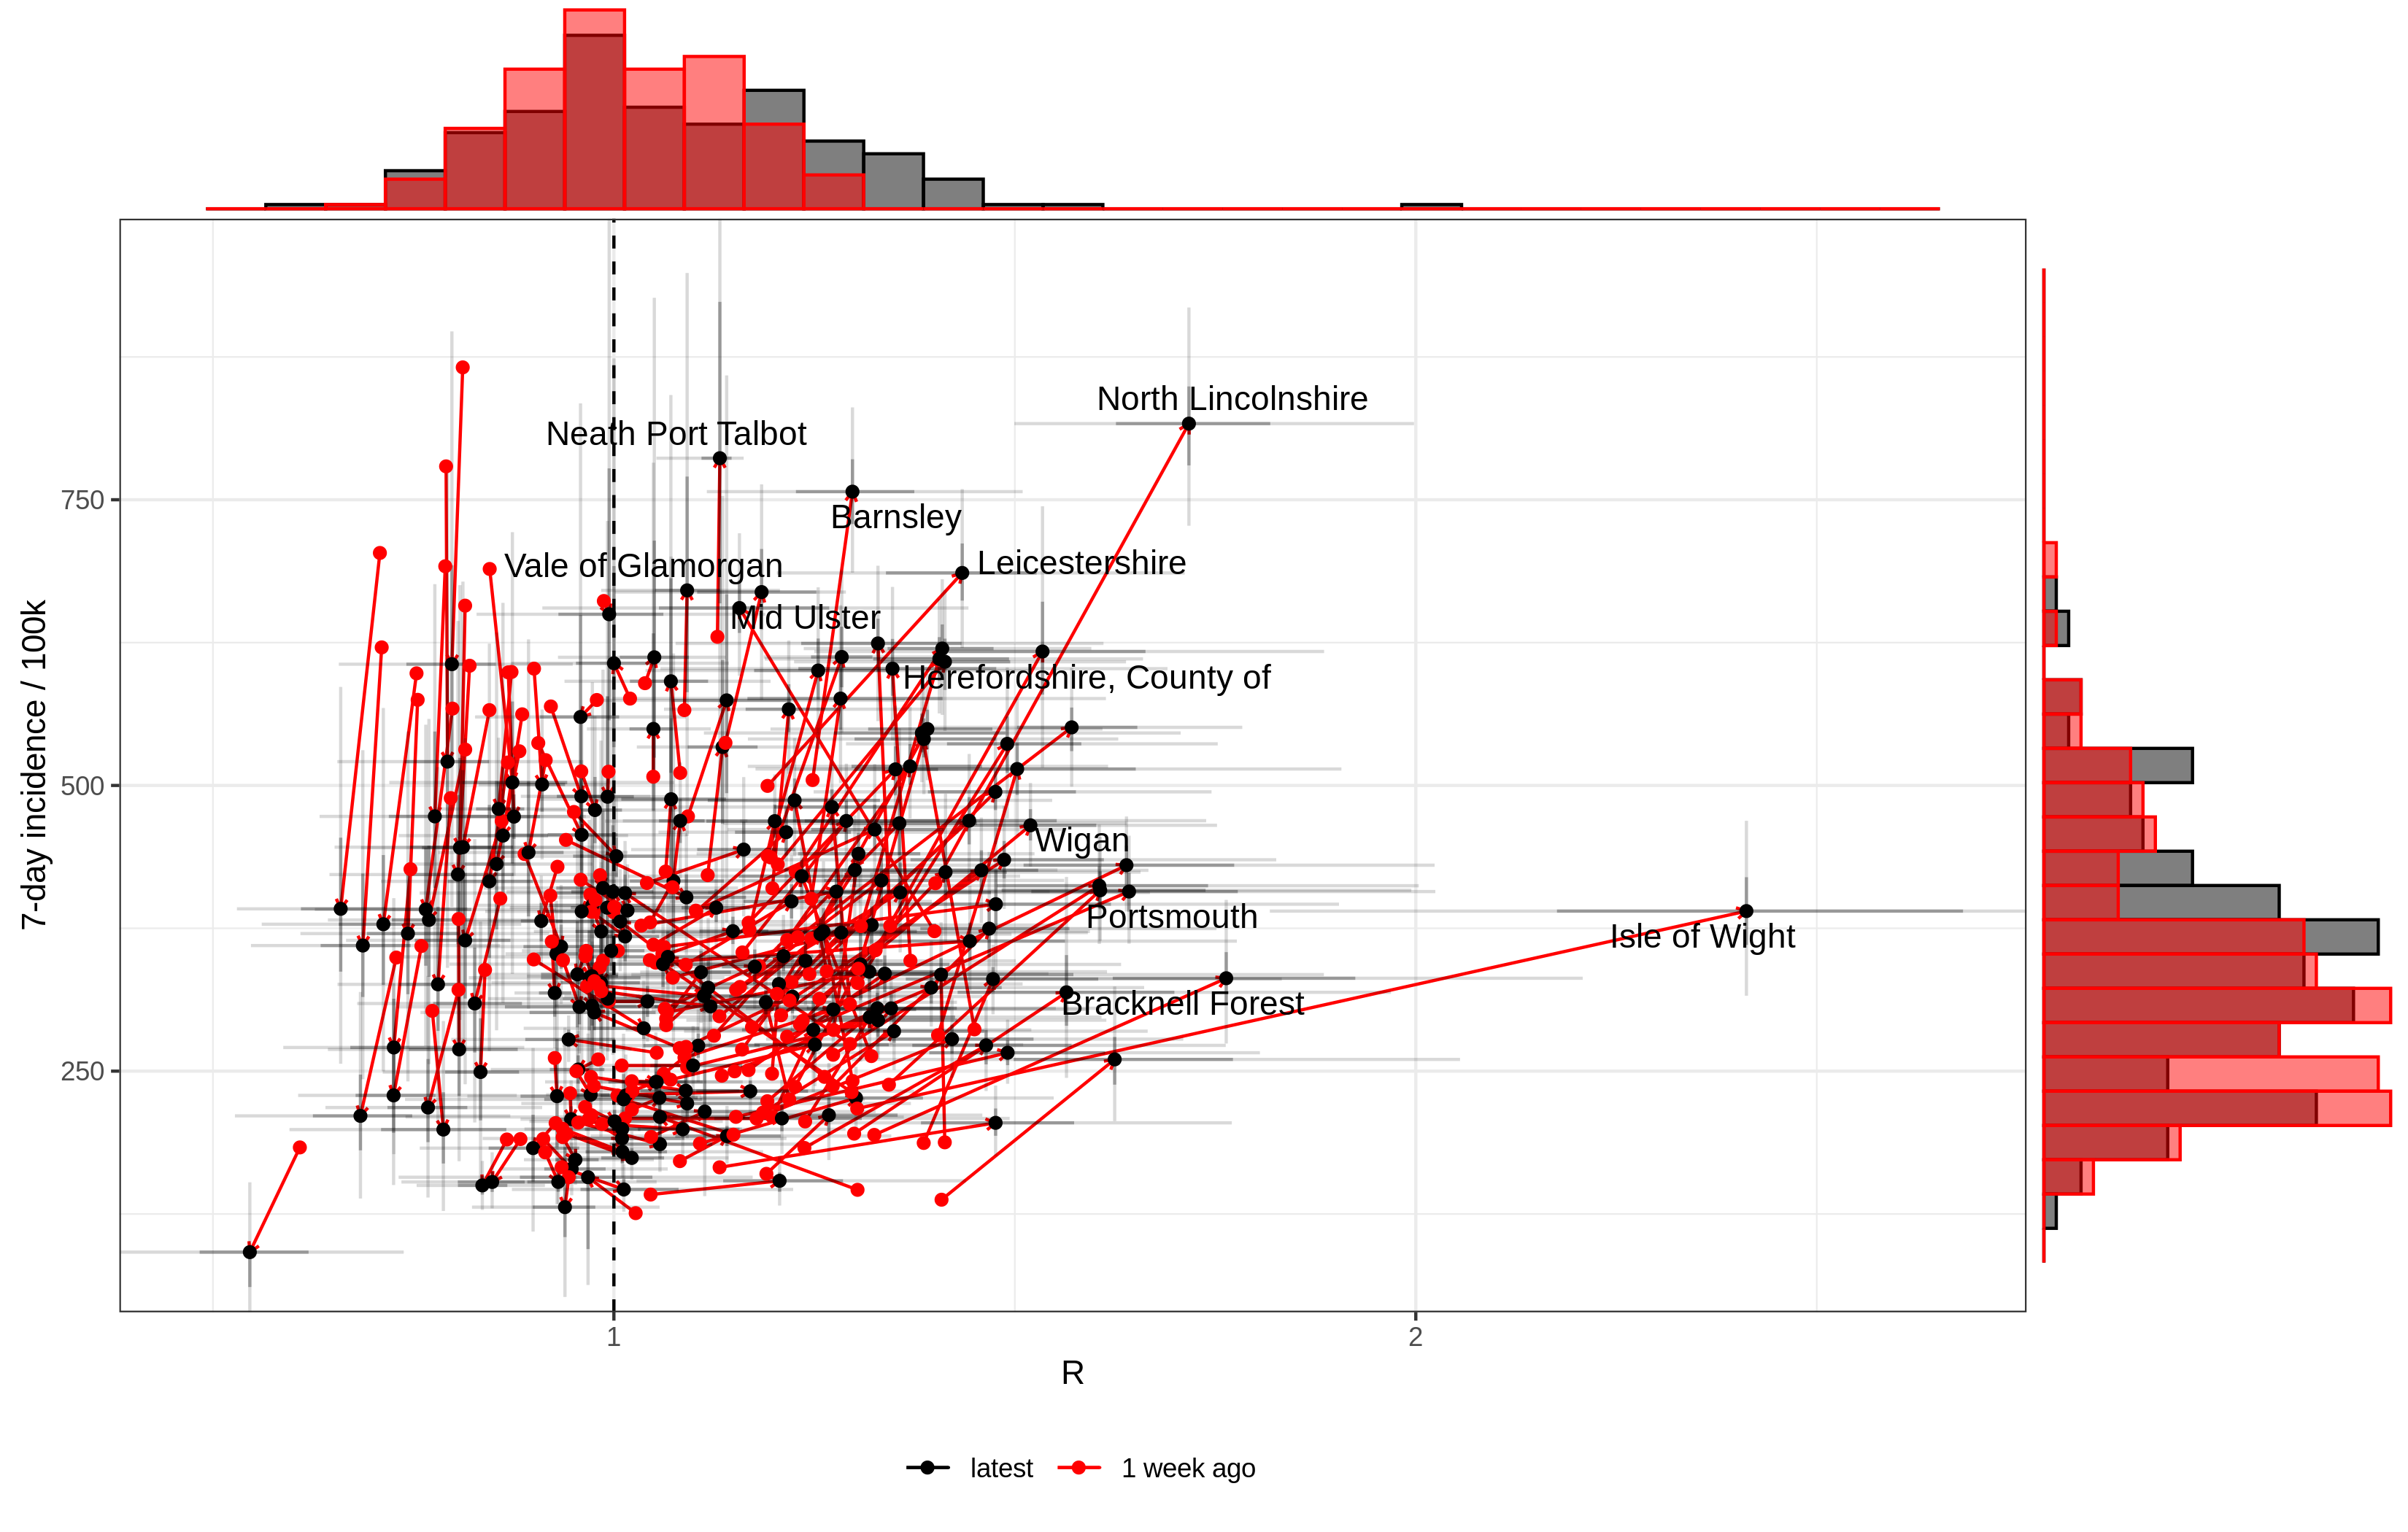 North Lincolnshire
Neath Port Talbot
750
Barnsley
Vale of Glamorgan
Leicestershire
Mid Ulster
Herefordshire, County of
7-day incidence / 100k
500
Wigan
Portsmouth
Isle of Wight
Bracknell Forest
250
1
2
R
latest
1 week ago